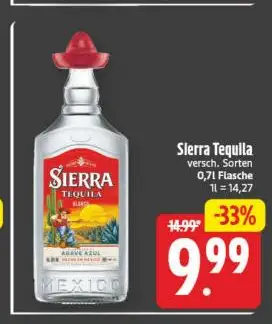 SIERRA
TEQUILA
BLANCO
AGAVE AZUL
MEXICO
Sierra Tequila
versch. Sorten
0,7l Flasche
1l = 14,27
14.99*
-33%
9.99